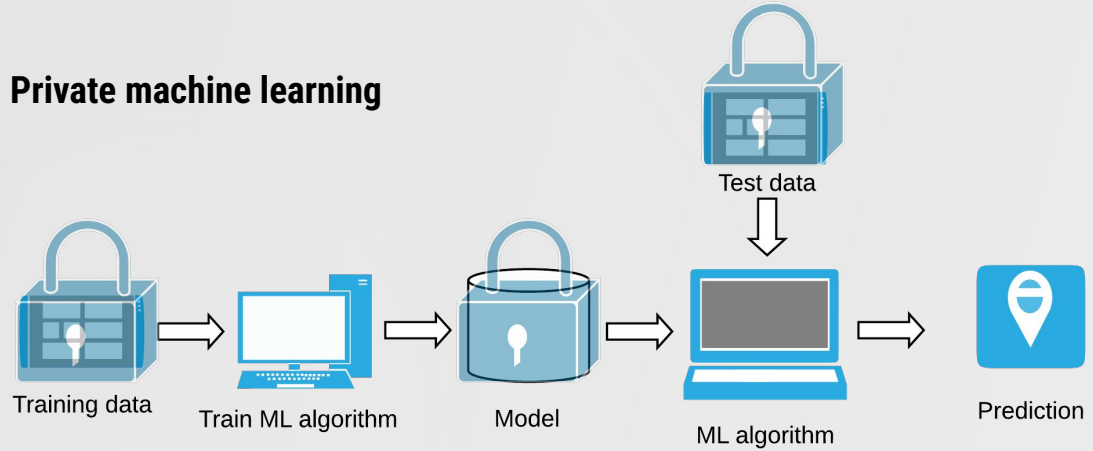 Private machine learning
Test data
Training data
Train ML algorithm
Model
ML algorithm
Prediction